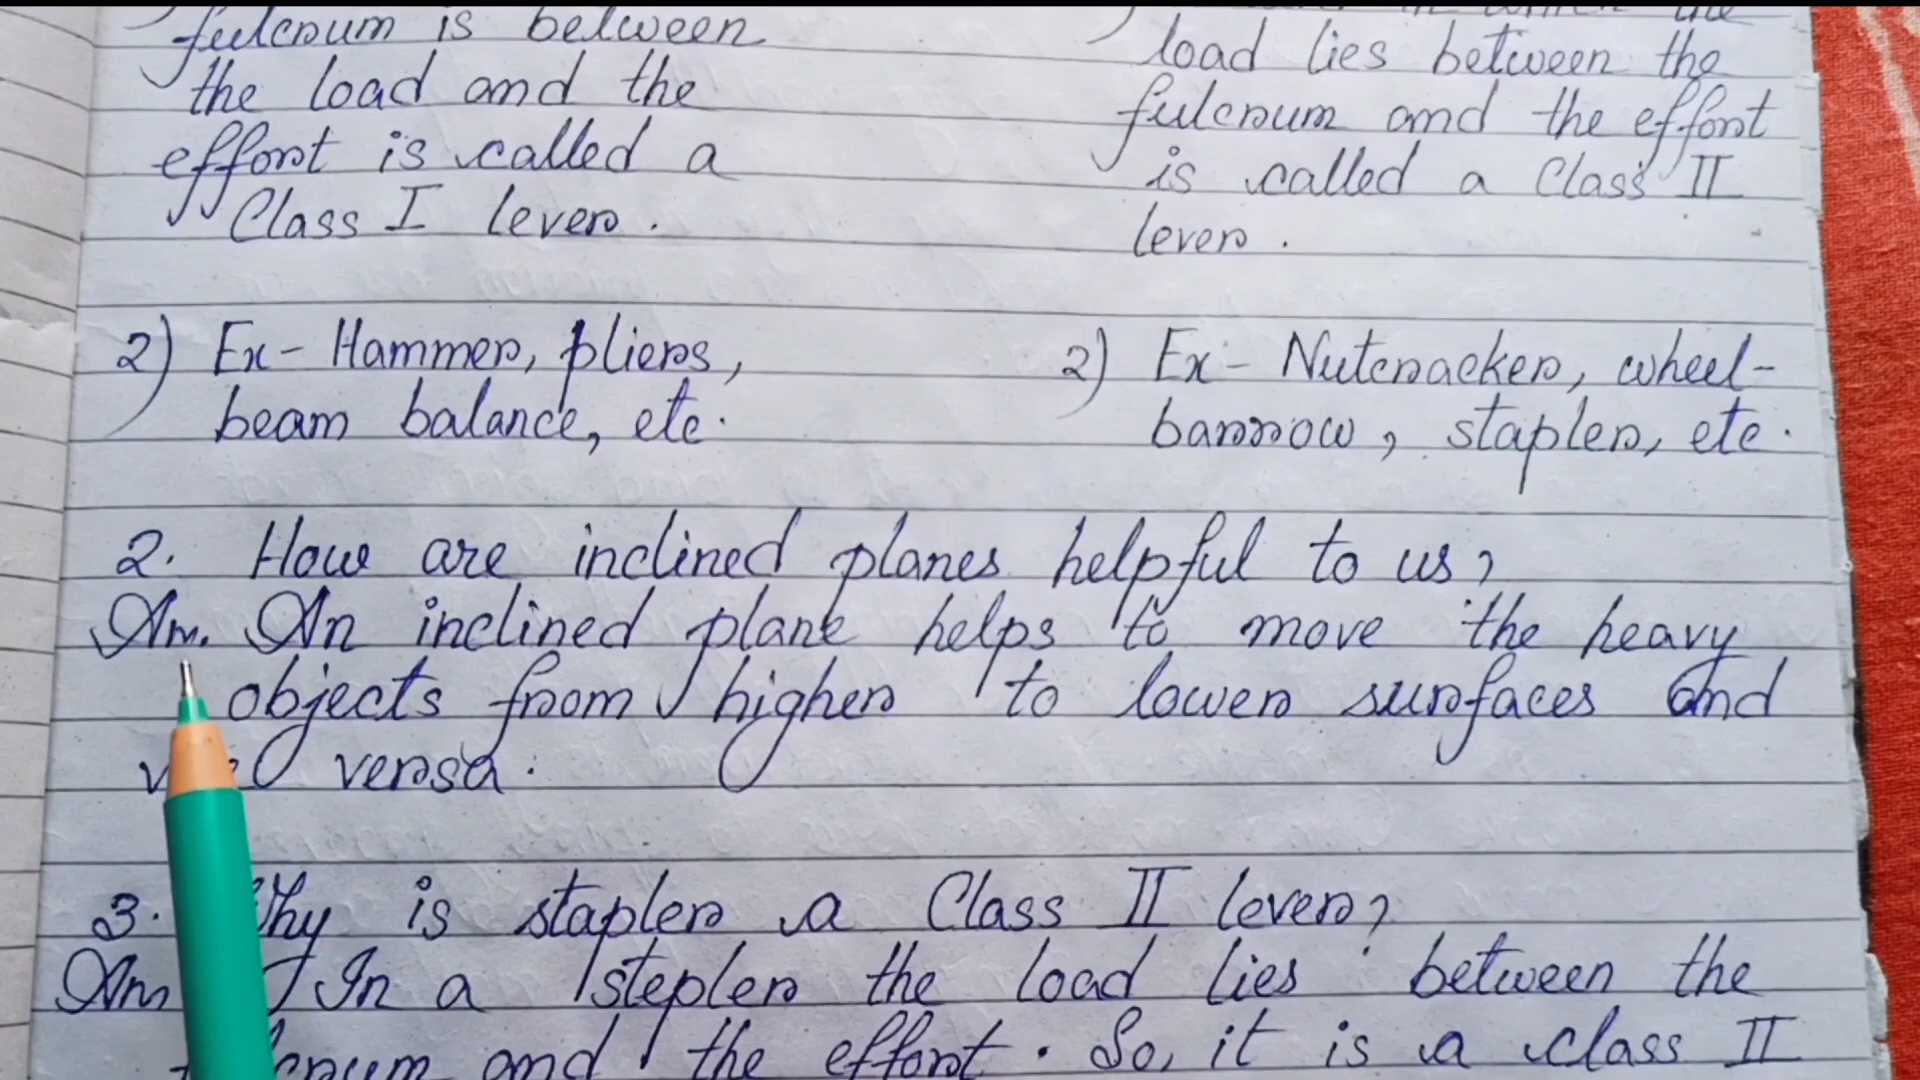 fulcrum is between
the load and the
effort is called a
Class I lever.
in which the
load lies between the
fulcrum and the effort
is called a Class II
lever.
2) Ex- Hammer, pliers,
beam balance, etc.
2) Ex- Nutcracker, wheel-
barrow, stapler, etc.
2. How are inclined planes helpful to us?
Ans. An inclined plane helps to move the heavy
objects from higher to lower surfaces and
versa.
3. Why is stapler a Class II lever?
Ans In a stepler the load lies between the
and the effort. So, it is a class II